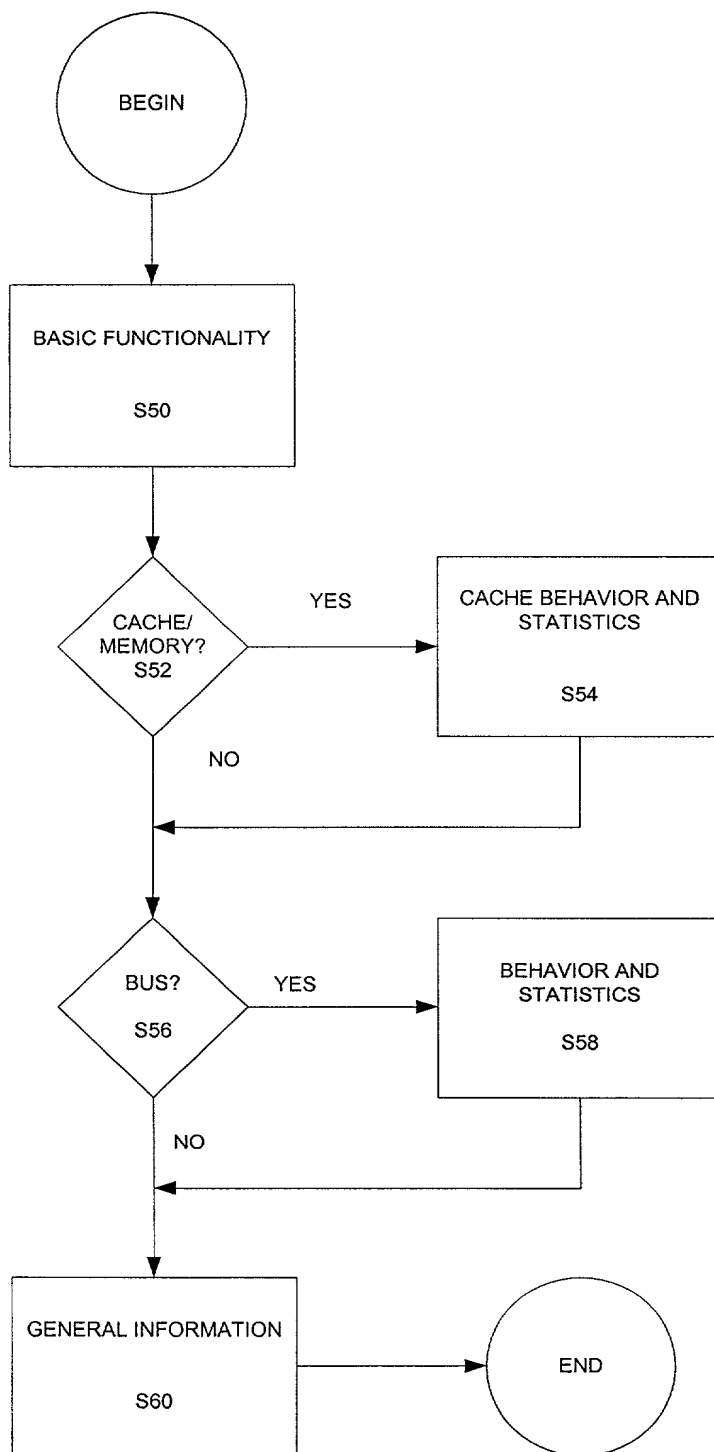 BEGIN
BASIC FUNCTIONALITY
S50
CACHE/
MEMORY?
S52
YES
CACHE BEHAVIOR AND
STATISTICS
S54
NO
BUS?
S56
YES
BEHAVIOR AND
STATISTICS
S58
NO
GENERAL INFORMATION
S60
END